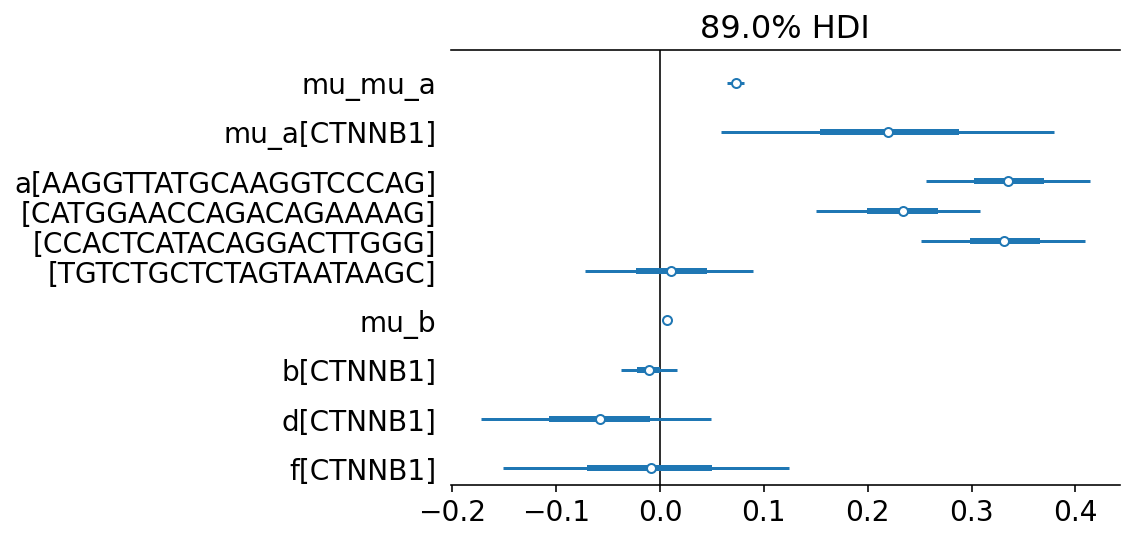 89.0% HDI
mu_mu_a
mu_a[CTNNB1]
a[AAGGTTATGCAAGGTCCCAG]
[CATGGAACCAGACAGAAAAG]
[CCACTCATACAGGACTTGGG]
[TGTCTGCTCTAGTAATAAGC]
mu_b
b[CTNNB1]
d[CTNNB1]
f[CTNNB1]
−0.2 −0.1 0.0 0.1 0.2 0.3 0.4